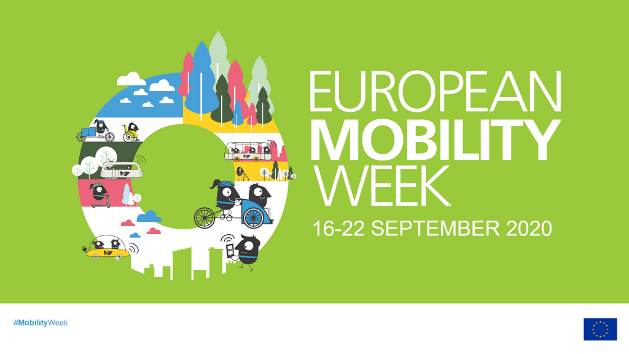 EUROPEAN
MOBILITY
WEEK
16-22 SEPTEMBER 2020
#MobilityWeek